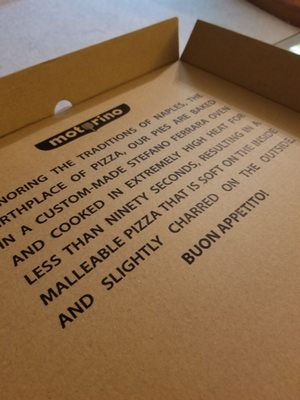 motorino
HONORING THE TRADITIONS OF NAPLES, THE
BIRTHPLACE OF PIZZA, OUR PIES ARE BAKED
IN A CUSTOM-MADE STEFANO FERRARA OVEN
AND COOKED IN EXTREMELY HIGH HEAT FOR
LESS THAN NINETY SECONDS, RESULTING IN A
MALLEABLE PIZZA THAT IS SOFT ON THE INSIDE
AND SLIGHTLY CHARRED ON THE OUTSIDE.
BUON APPETITO!